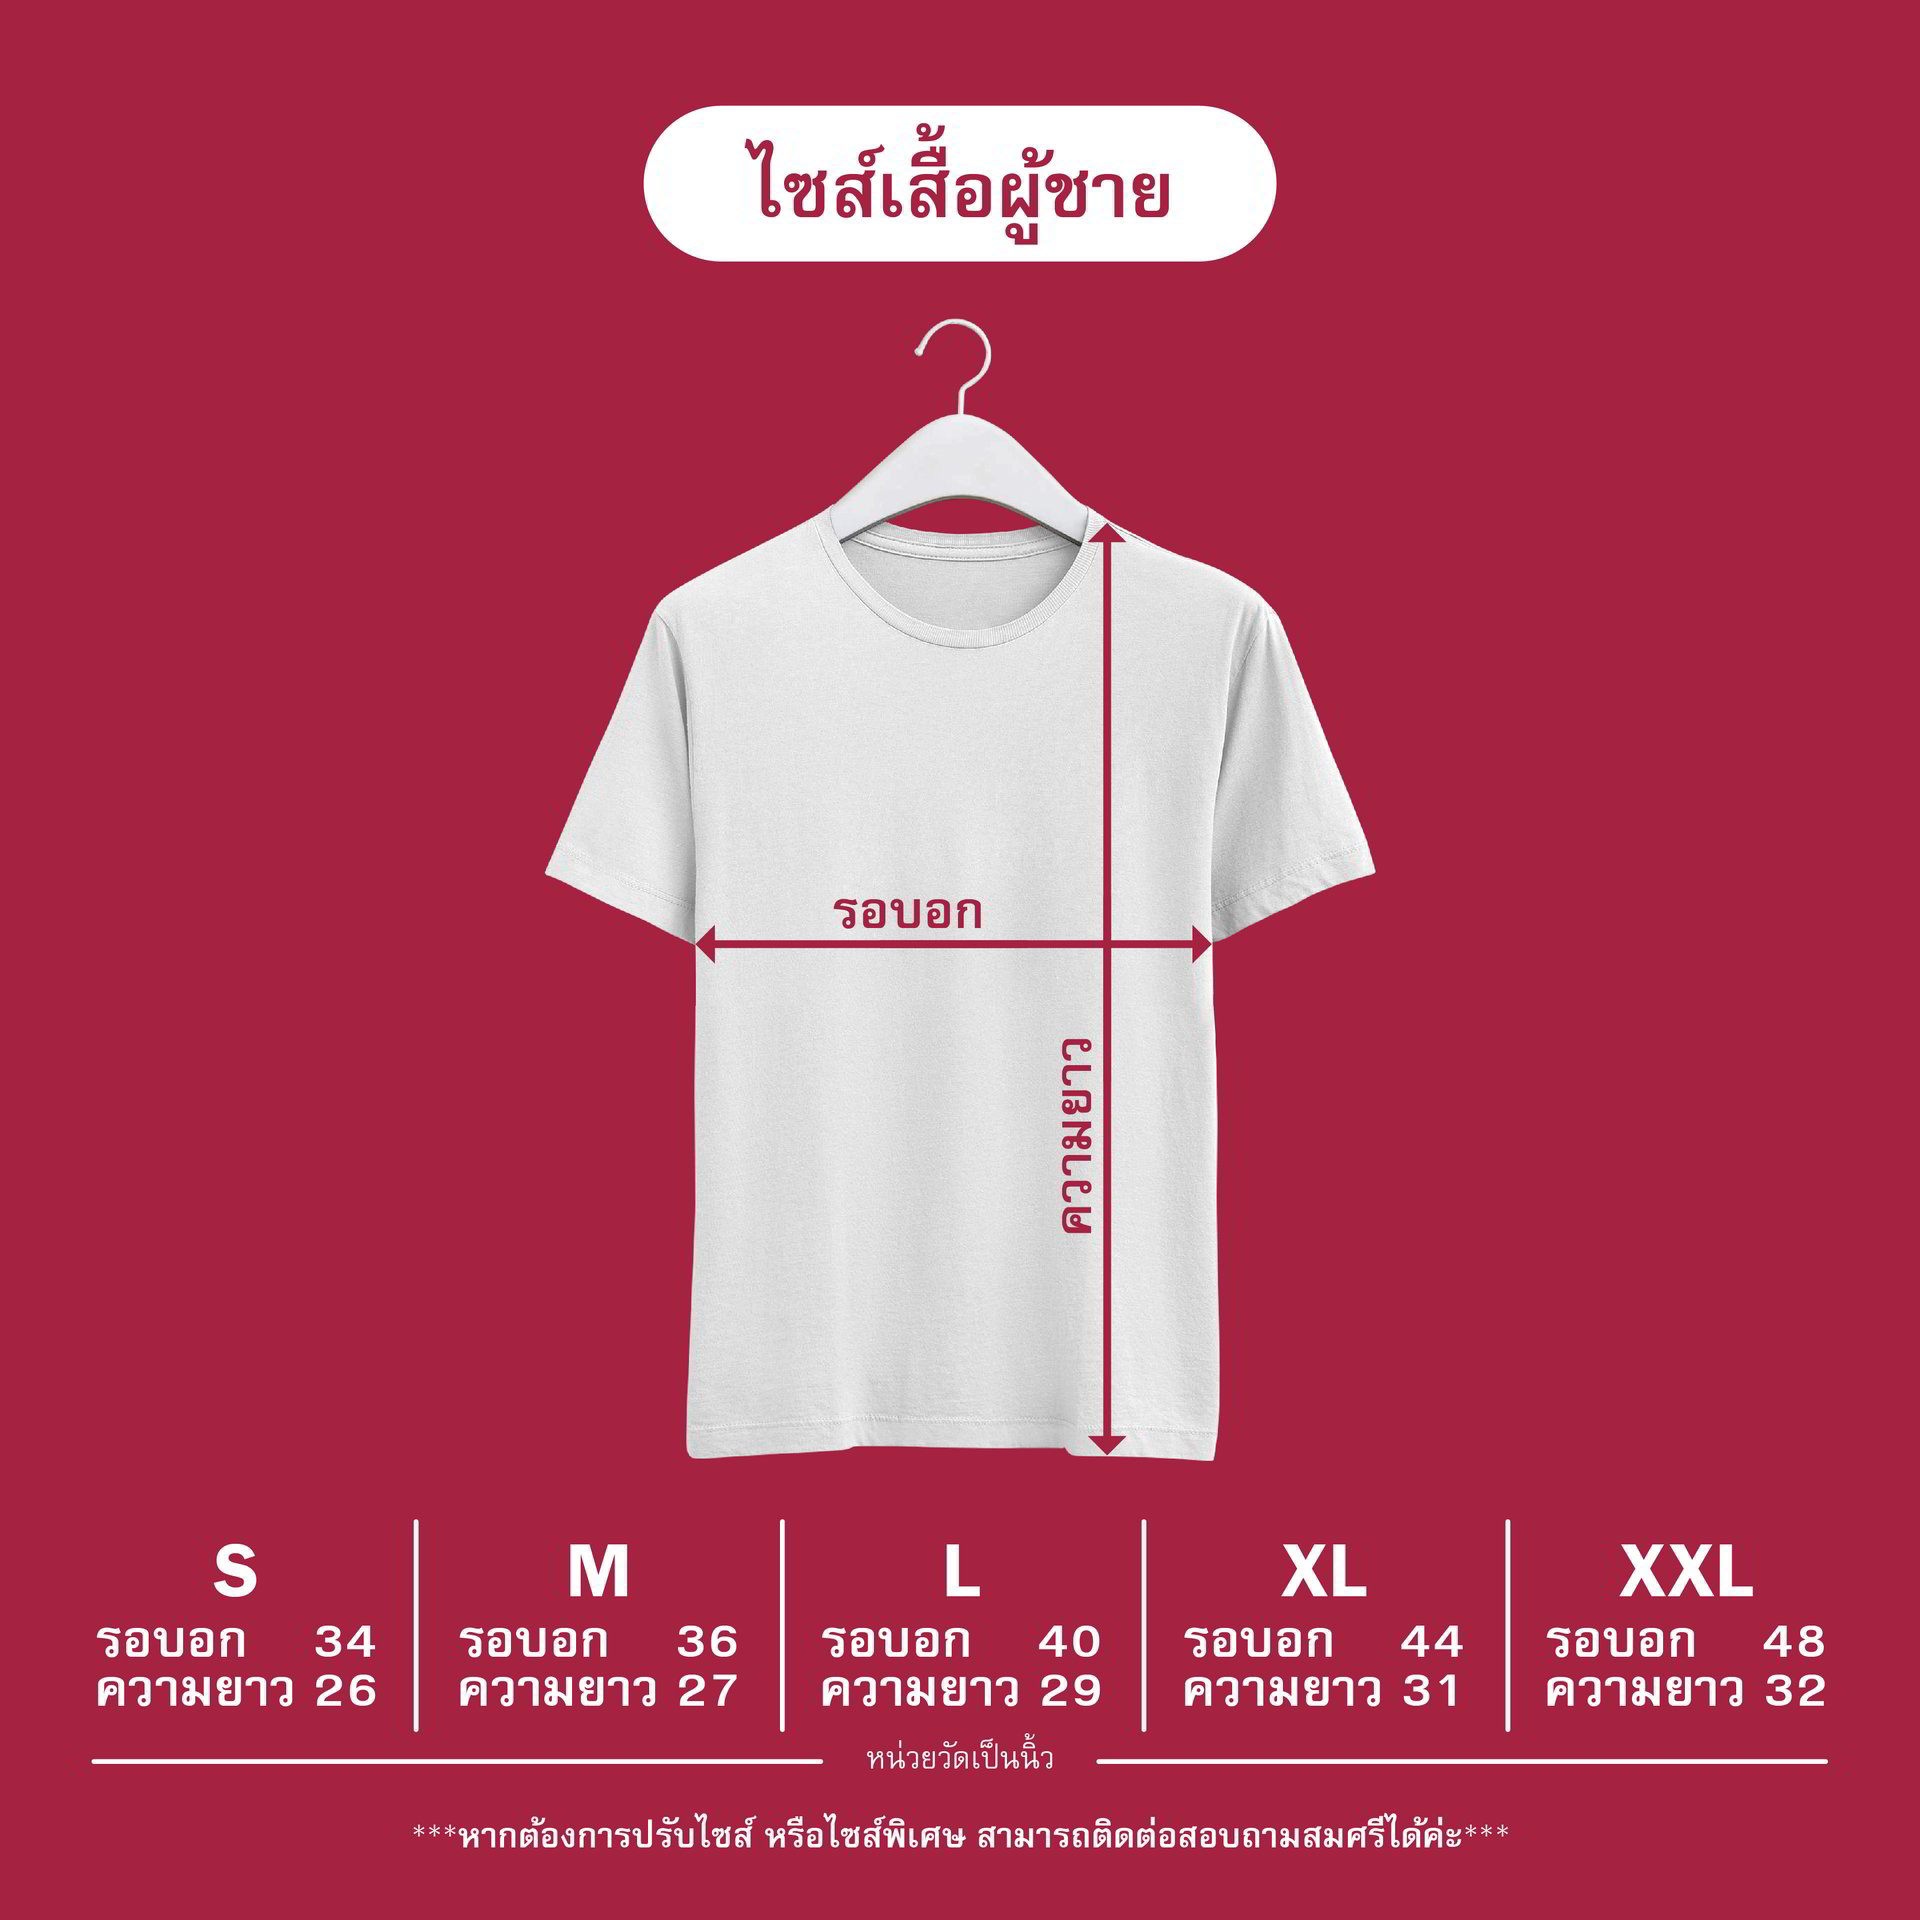 ไซส์เสื้อผู้ชาย
รอบอก
ความยาว
S
รอบอก 34
ความยาว 26
M
รอบอก 36
ความยาว 27
L
รอบอก 40
ความยาว 29
XL
รอบอก 44
ความยาว 31
XXL
รอบอก 48
ความยาว 32
หน่วยวัดเป็นนิ้ว
***หากต้องการปรับไซส์ หรือไซส์พิเศษ สามารถติดต่อสอบถามสมศรีได้ค่ะ***